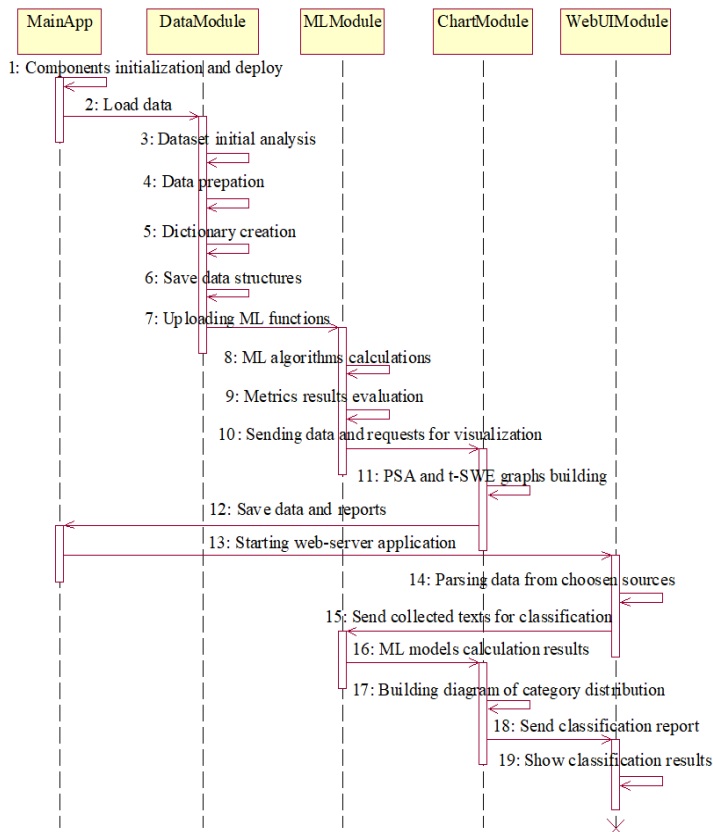 MainApp
DataModule
MLModule
ChartModule
WebUIModule
1: Components initialization and deploy
2: Load data
3: Dataset initial analysis
4: Data prepation
5: Dictionary creation
6: Save data structures
7: Uploading ML functions
8: ML algorithms calculations
9: Metrics results evaluation
10: Sending data and requests for visualization
11: PSA and t-SWE graphs building
12: Save data and reports
13: Starting web-server application
14: Parsing data from choosen sources
15: Send collected texts for classification
16: ML models calculation results
17: Building diagram of category distribution
18: Send classification report
19: Show classification results